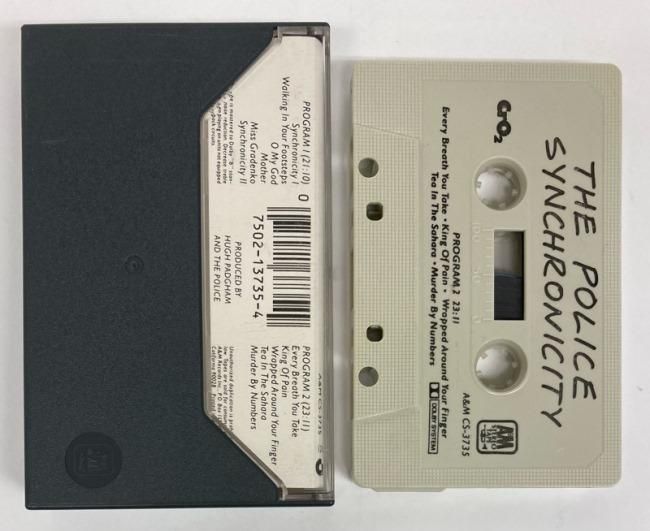 PROGRAM 1 (21:10)
Synchronicity I
Walking In Your Footsteps
O My God
Mother
Miss Gradenko
Synchronicity II
0
7502-13735-4
PRODUCED BY
HUGH PADGHAM
AND THE POLICE
PROGRAM 2 (23:11)
Every Breath You Take
King Of Pain
Wrapped Around Your Finger
Tea In The Sahara
Murder By Numbers
THE POLICE
SYNCHRONICITY
CrO2
PROGRAM 2 23:11
Every Breath You Take • King Of Pain • Wrapped Around Your Finger
Tea In The Sahara • Murder By Numbers
DOLBY SYSTEM
A&M CS-3735
A&M
100 50 0